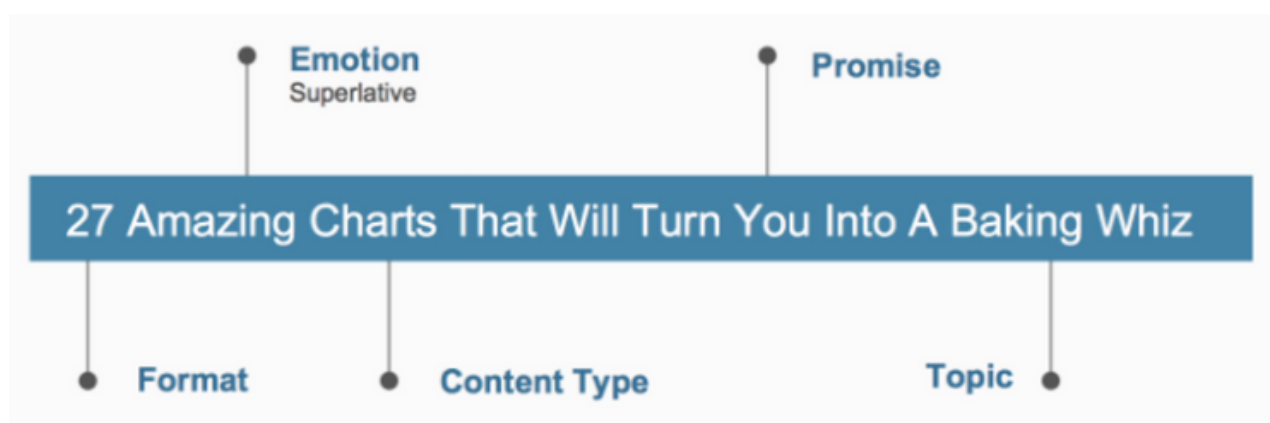 Emotion
Superlative
Promise
27 Amazing Charts That Will Turn You Into A Baking Whiz
Format
Content Type
Topic